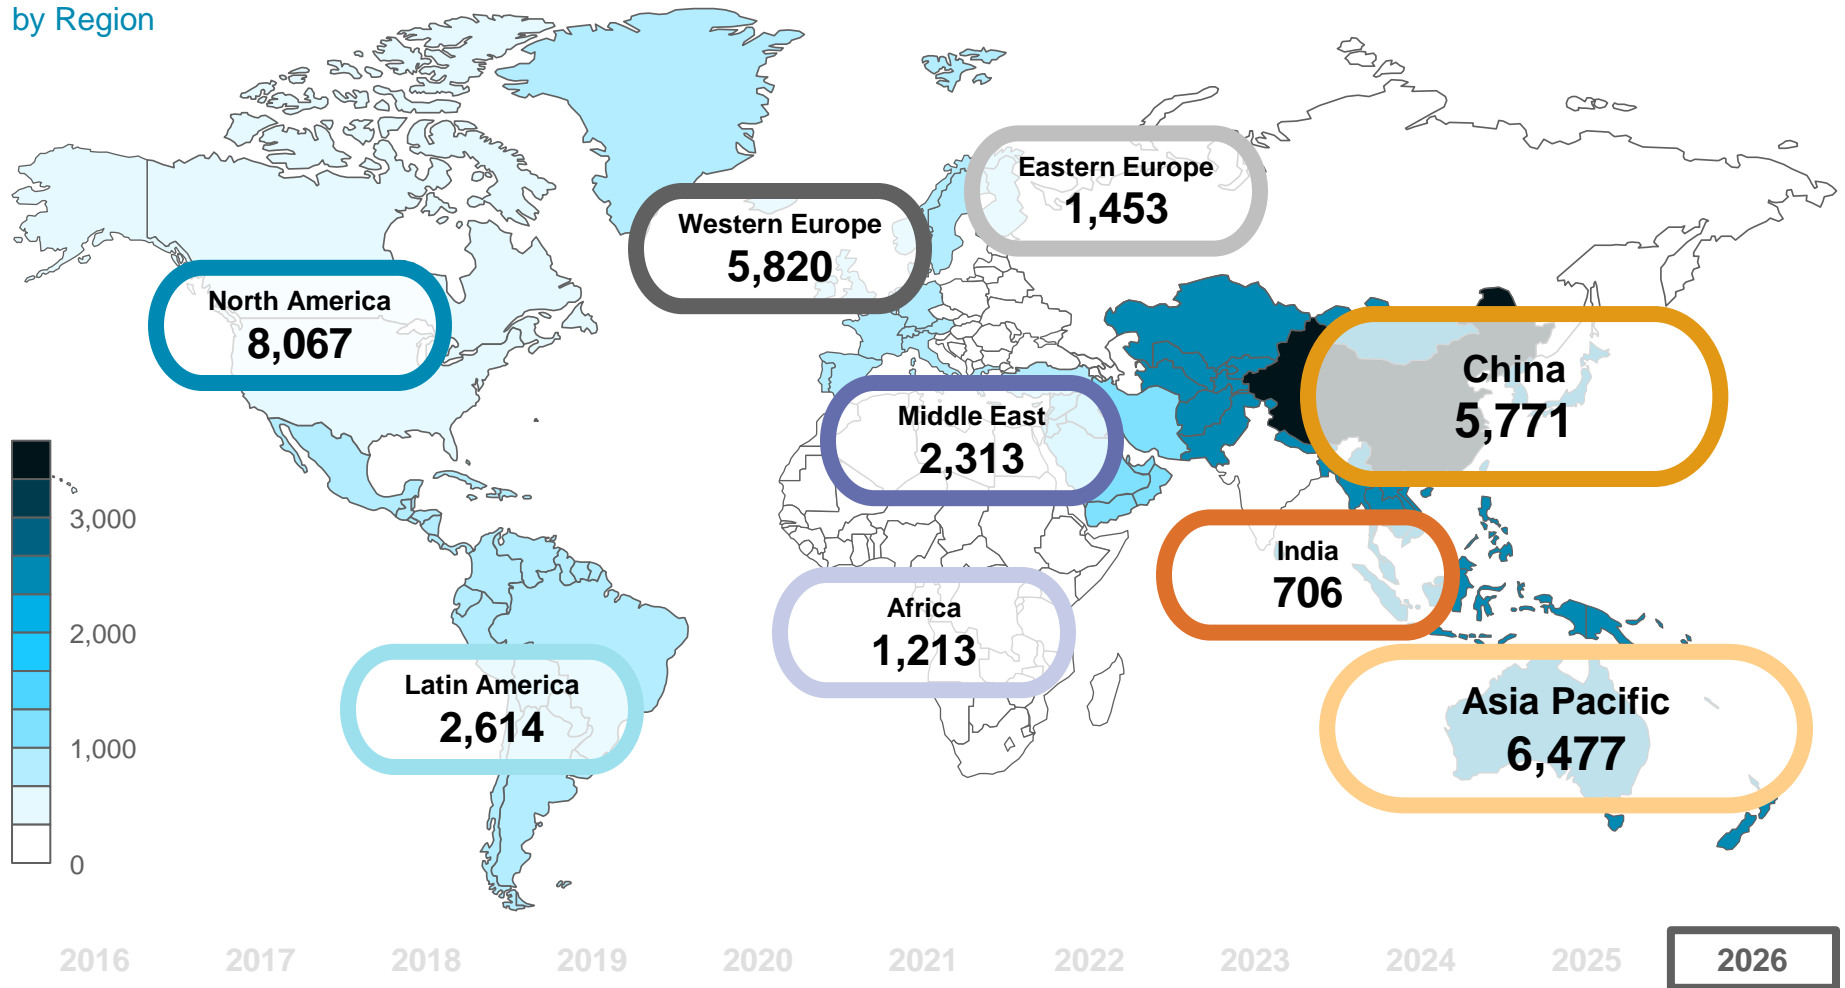 by Region
Eastern Europe
1,453
Western Europe
5,820
North America
8,067
China
5,771
Middle East
2,313
India
706
Africa
1,213
Latin America
2,614
Asia Pacific
6,477
3,000
2,000
1,000
0
2016 2017 2018 2019 2020 2021 2022 2023 2024 2025 2026